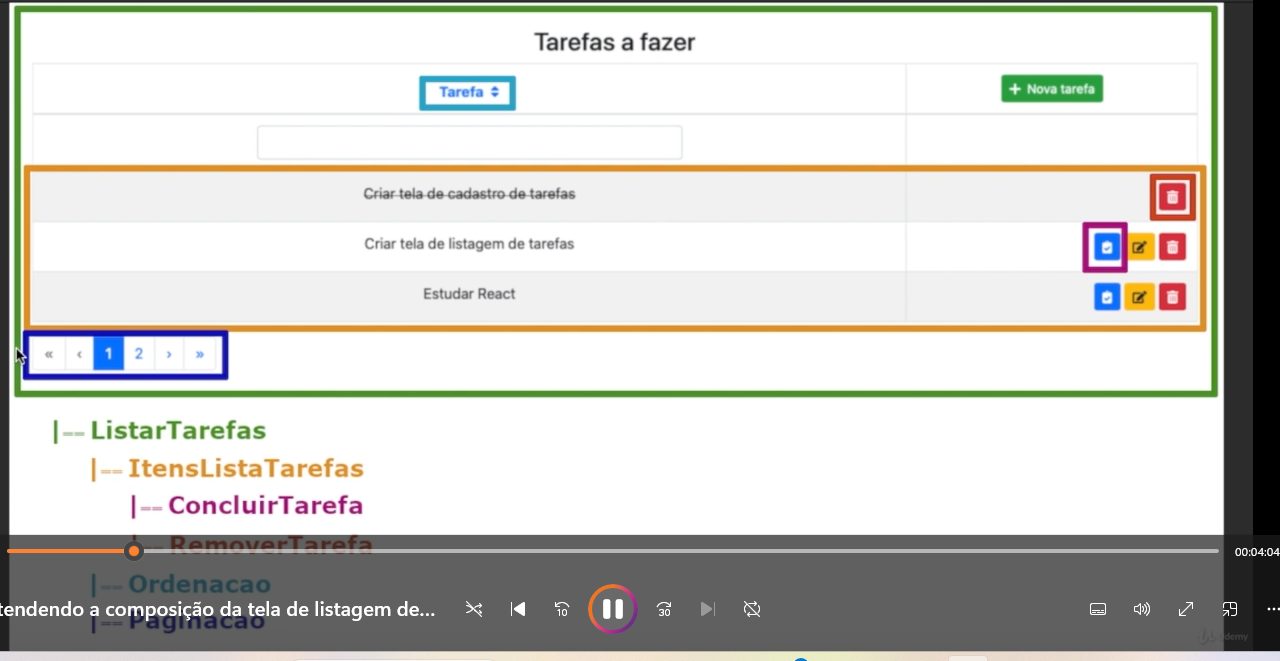 Tarefas a fazer
Tarefa
+ Nova tarefa
Criar tela de cadastro de tarefas
Criar tela de listagem de tarefas
Estudar React
« ‹ 1 2 › »
|-- ListarTarefas
|-- ItensListaTarefas
|-- ConcluirTarefa
|-- RemoverTarefa
00:04:04
|-- Ordenacao
tendendo a composição da tela de listagem de...
10
30
|-- Paginacao
Udemy